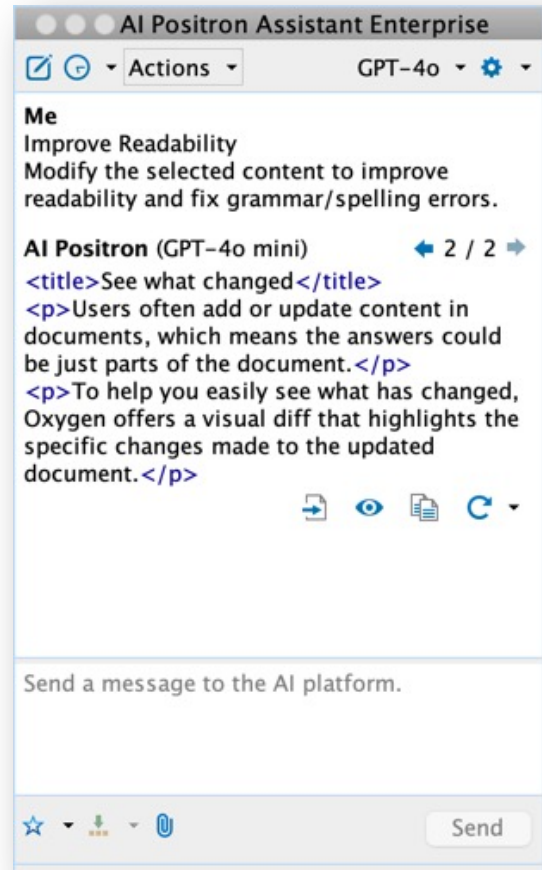 AI Positron Assistant Enterprise
Actions GPT-4o
Me
Improve Readability
Modify the selected content to improve
readability and fix grammar/spelling errors.
AI Positron (GPT-4o mini) 2 / 2
<title>See what changed</title>
<p>Users often add or update content in
documents, which means the answers could
be just parts of the document.</p>
<p>To help you easily see what has changed,
Oxygen offers a visual diff that highlights the
specific changes made to the updated
document.</p>
Send a message to the AI platform.
Send